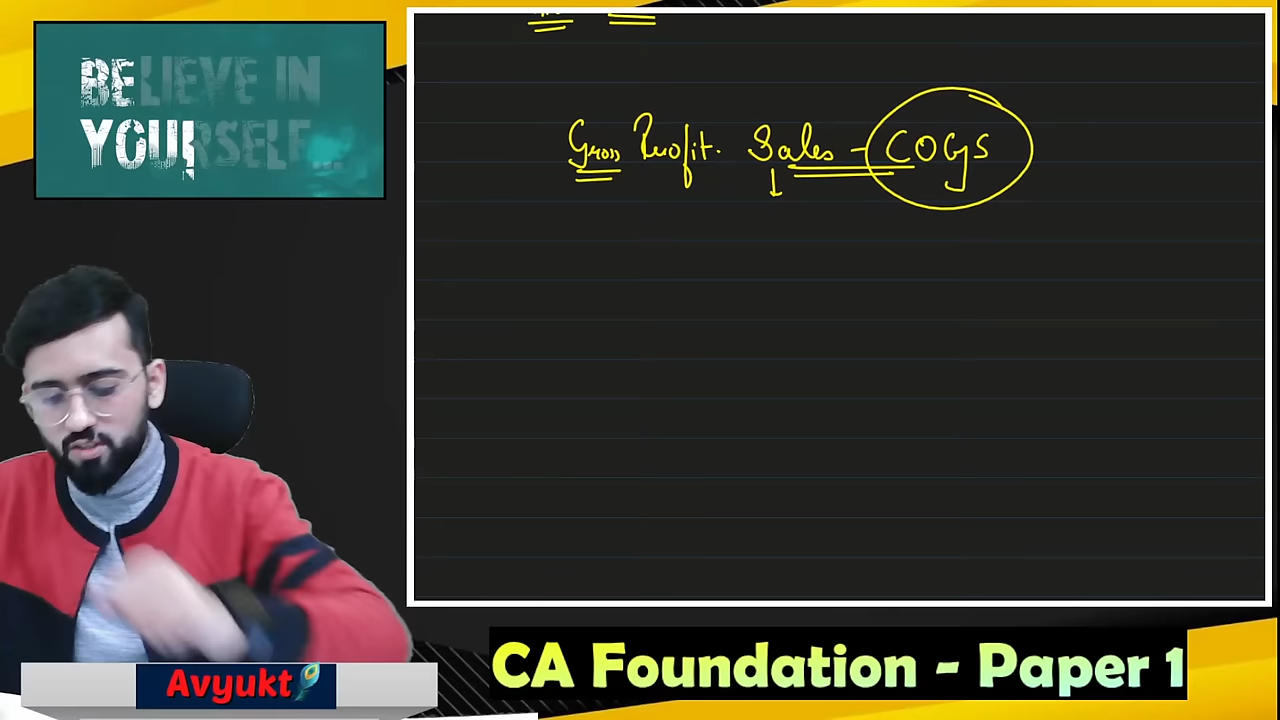 BELIEVE IN
YOURSELF...
Gross Profit. Sales - COGS
Avyukt
CA Foundation - Paper 1